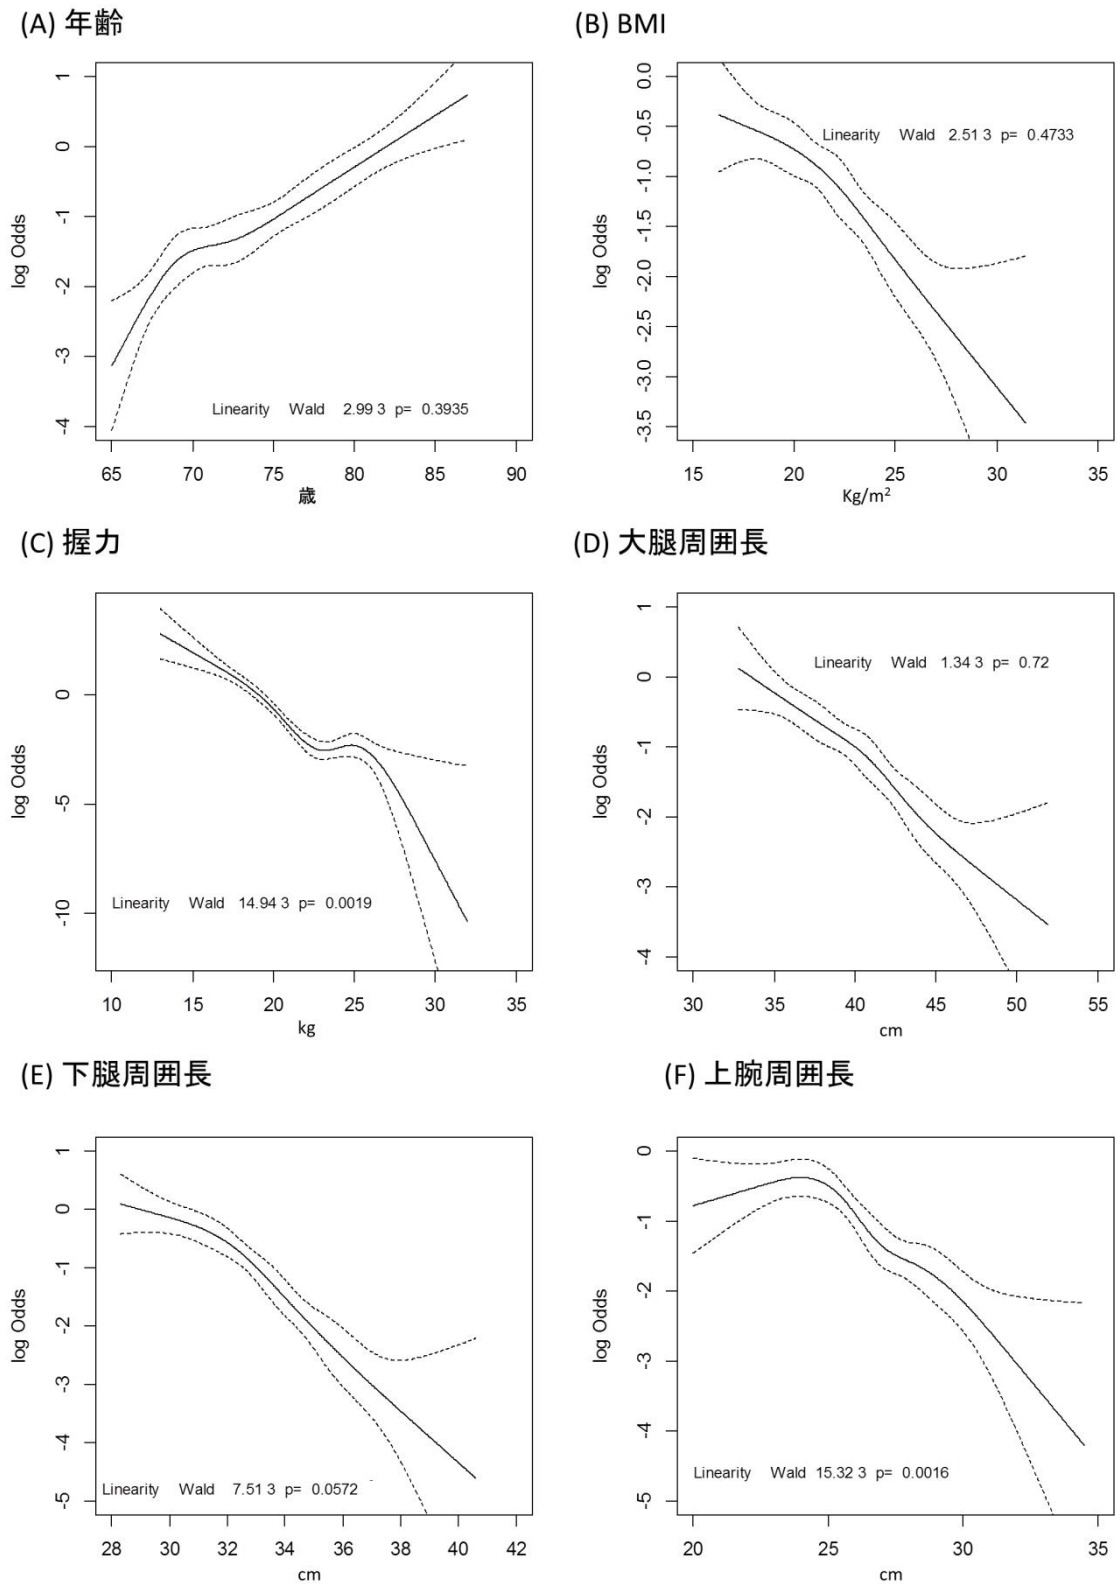 (A) 年齢
(B) BMI
1
0
-1
-2
-3
-4
log Odds
Linearity Wald 2.99 3 p= 0.3935
65 70 75 80 85 90
歳
0.0
-0.5
-1.0
-1.5
-2.0
-2.5
-3.0
-3.5
log Odds
Linearity Wald 2.51 3 p= 0.4733
15 20 25 30 35
Kg/m²
(C) 握力
(D) 大腿周囲長
0
-5
-10
log Odds
Linearity Wald 14.94 3 p= 0.0019
10 15 20 25 30 35
kg
1
0
-1
-2
-3
-4
log Odds
Linearity Wald 1.34 3 p= 0.72
30 35 40 45 50 55
cm
(E) 下腿周囲長
(F) 上腕周囲長
1
0
-1
-2
-3
-4
-5
log Odds
Linearity Wald 7.51 3 p= 0.0572
28 30 32 34 36 38 40 42
cm
0
-1
-2
-3
-4
-5
log Odds
Linearity Wald 15.32 3 p= 0.0016
20 25 30 35
cm